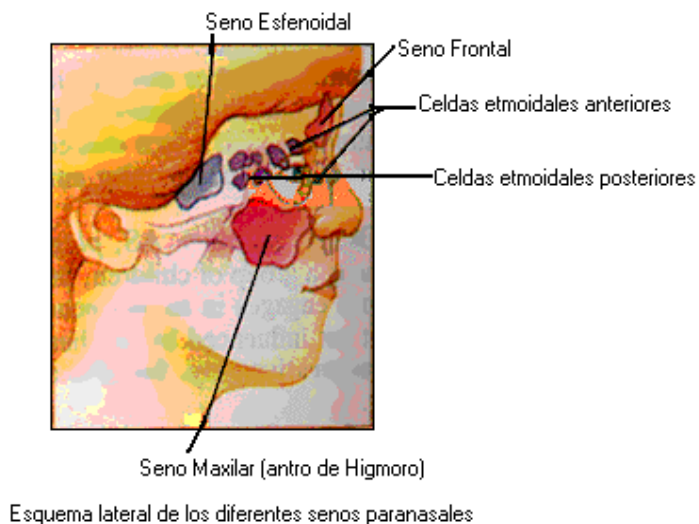 Seno Esfenoidal
Seno Frontal
Celdas etmoidales anteriores
Celdas etmoidales posteriores
Seno Maxilar (antro de Higmoro)
Esquema lateral de los diferentes senos paranasales